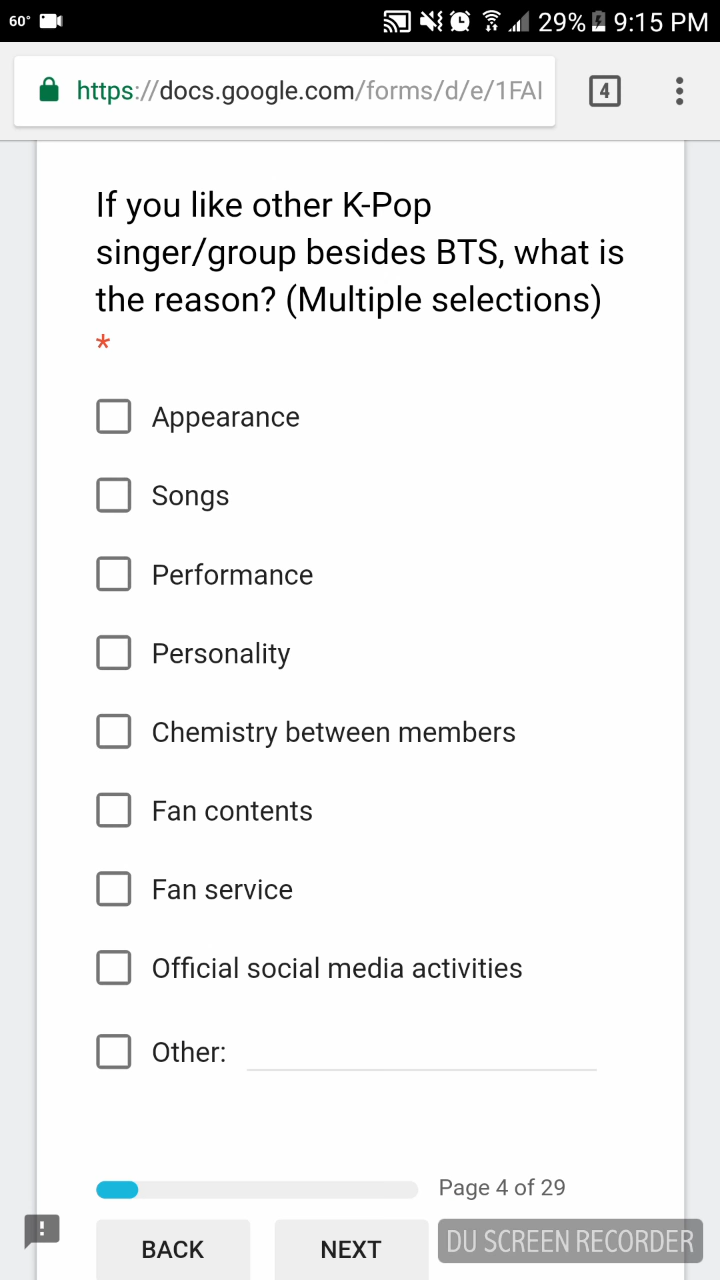 60°
29% 9:15 PM
https://docs.google.com/forms/d/e/1FAI
4
If you like other K-Pop
singer/group besides BTS, what is
the reason? (Multiple selections)
*
Appearance
Songs
Performance
Personality
Chemistry between members
Fan contents
Fan service
Official social media activities
Other:
Page 4 of 29
BACK NEXT
DU SCREEN RECORDER